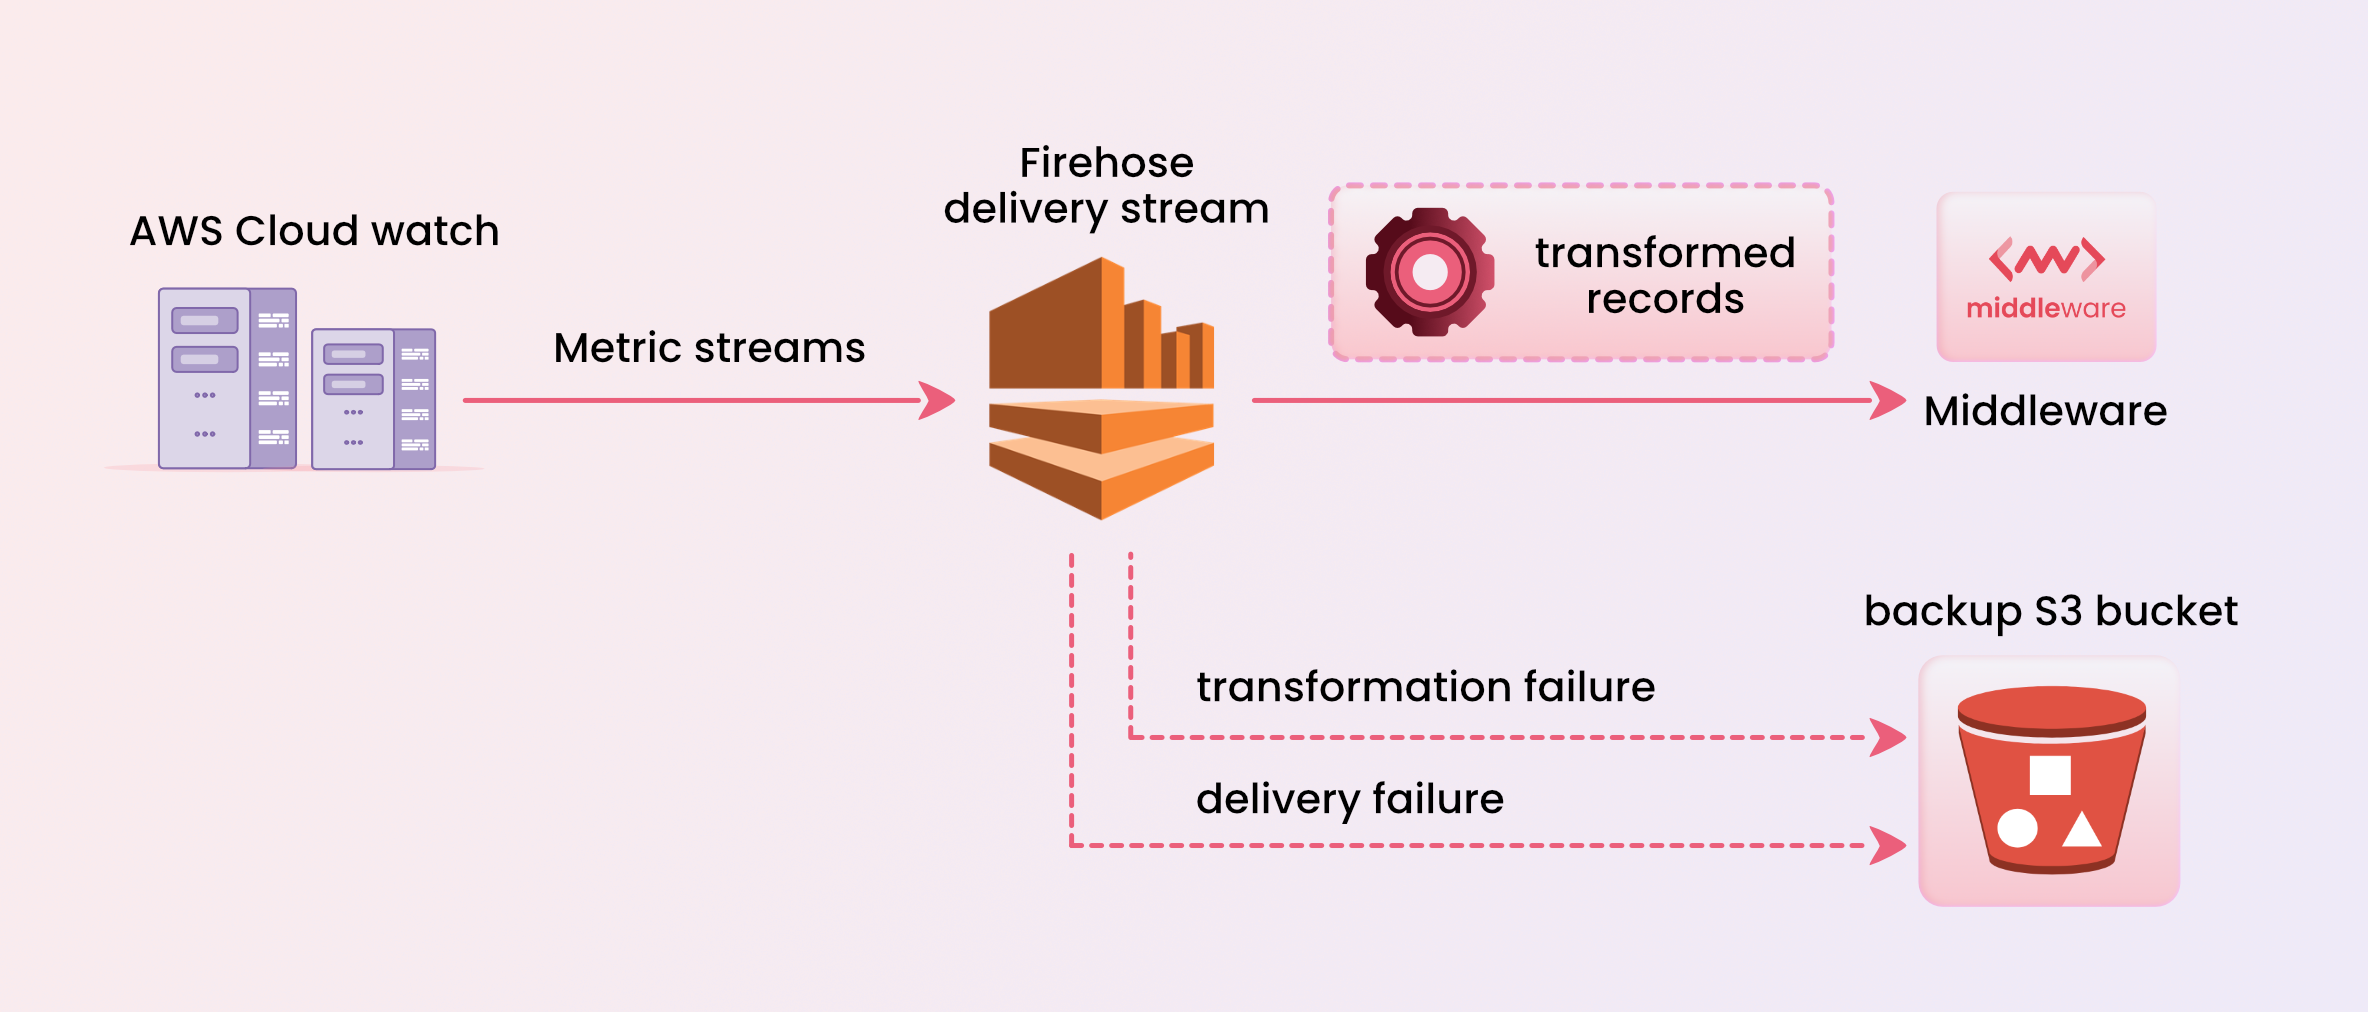 AWS Cloud watch
Metric streams
Firehose
delivery stream
transformed
records
middleware
Middleware
backup S3 bucket
transformation failure
delivery failure